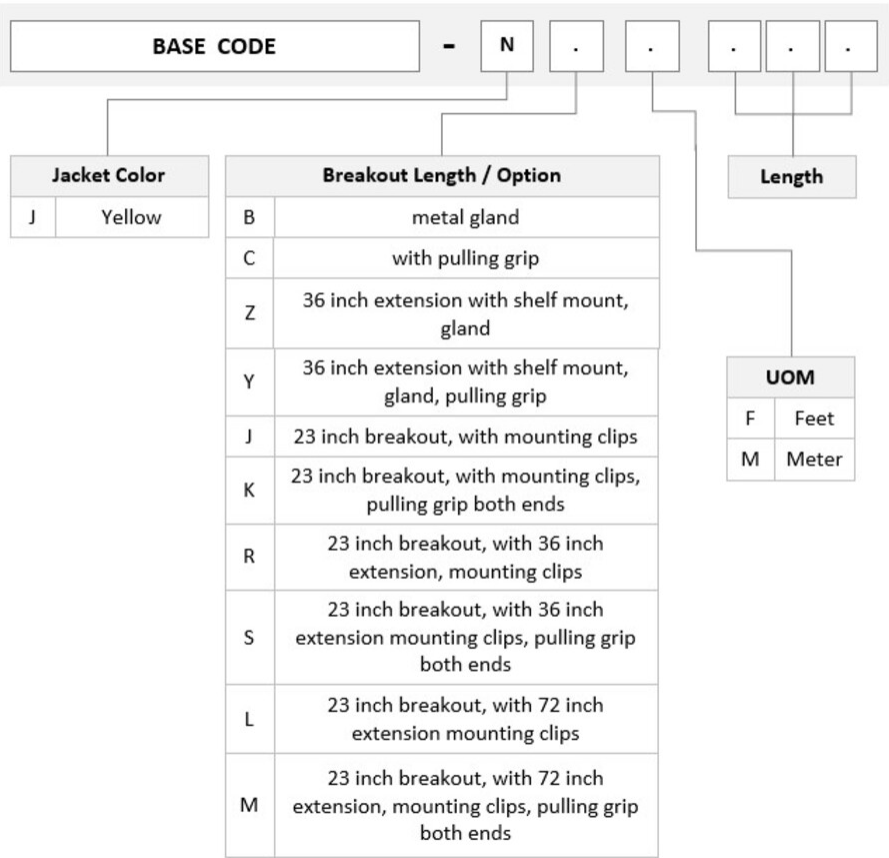 BASE CODE - N . . . . .
Jacket Color
J Yellow
Breakout Length / Option
B metal gland
C with pulling grip
Z 36 inch extension with shelf mount,
gland
Y 36 inch extension with shelf mount,
gland, pulling grip
J 23 inch breakout, with mounting clips
K 23 inch breakout, with mounting clips,
pulling grip both ends
R 23 inch breakout, with 36 inch
extension, mounting clips
S 23 inch breakout, with 36 inch
extension mounting clips, pulling grip
both ends
L 23 inch breakout, with 72 inch
extension mounting clips
M 23 inch breakout, with 72 inch
extension, mounting clips, pulling grip
both ends
Length
UOM
F Feet
M Meter